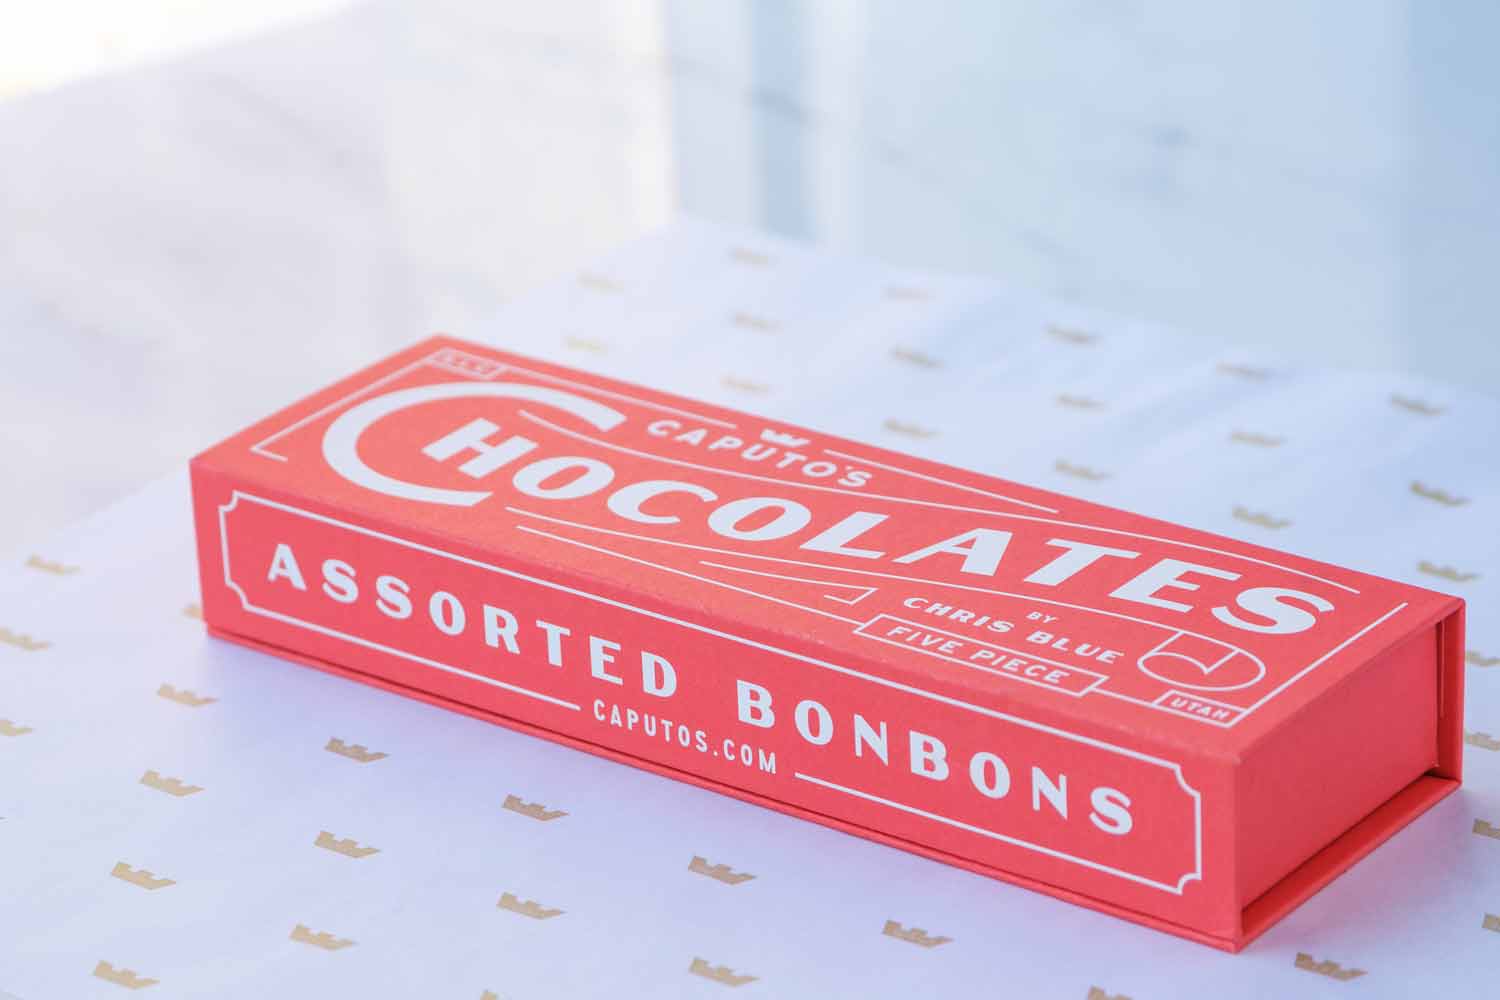 CAPUTO'S
CHOCOLATES
BY
CHRIS BLUE
FIVE PIECE
UTAH
ASSORTED BONBONS
CAPUTOS.COM